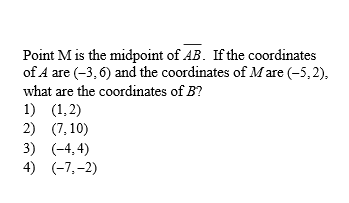 Point M is the midpoint of AB. If the coordinates
of A are (−3, 6) and the coordinates of M are (−5, 2),
what are the coordinates of B?
1) (1, 2)
2) (7, 10)
3) (−4, 4)
4) (−7, −2)